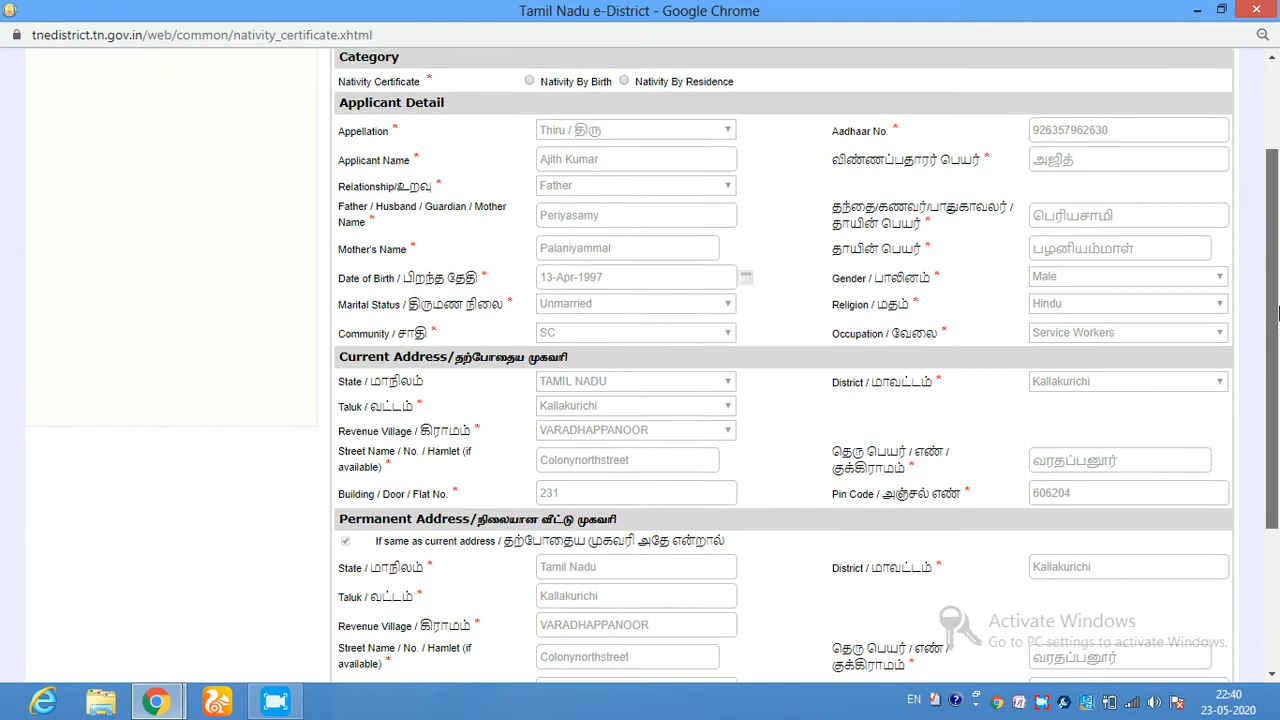 Tamil Nadu e-District - Google Chrome
tnedistrict.tn.gov.in/web/common/nativity_certificate.xhtml
Category
Nativity Certificate * Nativity By Birth Nativity By Residence
Applicant Detail
Appellation * Thiru / திரு Aadhaar No. * 926357962630
Applicant Name * Ajith Kumar விண்ணப்பதாரர் பெயர் * அஜித்
Relationship/உறவு * Father
Father / Husband / Guardian / Mother Name * Periyasamy தந்தை/கணவர்/பாதுகாவலர் / தாயின் பெயர் * பெரியசாமி
Mother's Name * Palaniyammal தாயின் பெயர் * பழனியம்மாள்
Date of Birth / பிறந்த தேதி * 13-Apr-1997 Gender / பாலினம் * Male
Marital Status / திருமண நிலை * Unmarried Religion / மதம் * Hindu
Community / சாதி * SC Occupation / வேலை * Service Workers
Current Address/தற்போதைய முகவரி
State / மாநிலம் TAMIL NADU District / மாவட்டம் * Kallakurichi
Taluk / வட்டம் * Kallakurichi
Revenue Village / கிராமம் * VARADHAPPANOOR
Street Name / No. / Hamlet (if available) * Colonynorthstreet தெரு பெயர் / எண் / குக்கிராமம் * வரதப்பனூர்
Building / Door / Flat No. * 231 Pin Code / அஞ்சல் எண் * 606204
Permanent Address/நிலையான வீட்டு முகவரி
If same as current address / தற்போதைய முகவரி அதே என்றால்
State / மாநிலம் * Tamil Nadu District / மாவட்டம் * Kallakurichi
Taluk / வட்டம் * Kallakurichi
Revenue Village / கிராமம் * VARADHAPPANOOR
Street Name / No. / Hamlet (if available) * Colonynorthstreet தெரு பெயர் / எண் / குக்கிராமம் * வரதப்பனூர்
Activate Windows
Go to PC settings to activate Windows.
EN 22:40
23-05-2020